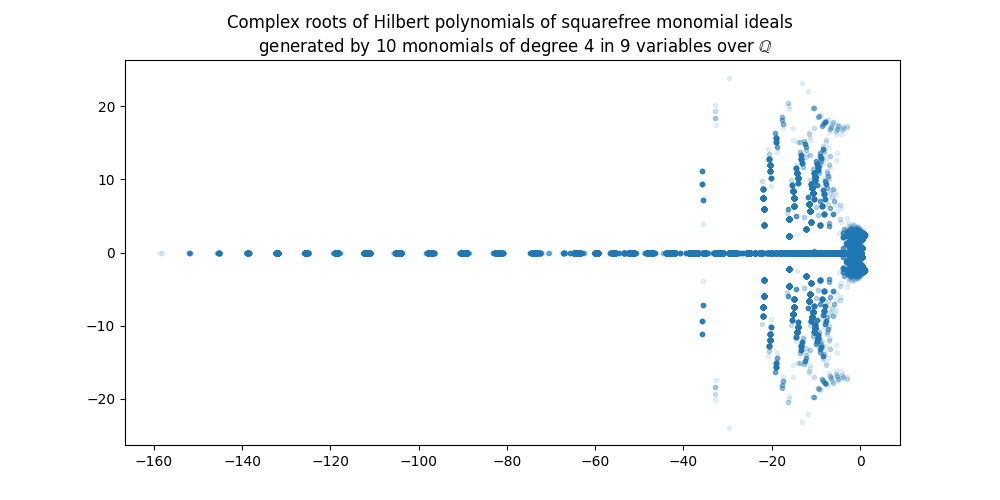 Complex roots of Hilbert polynomials of squarefree monomial ideals
generated by 10 monomials of degree 4 in 9 variables over ℚ
20
10
0
−10
−20
−160 −140 −120 −100 −80 −60 −40 −20 0